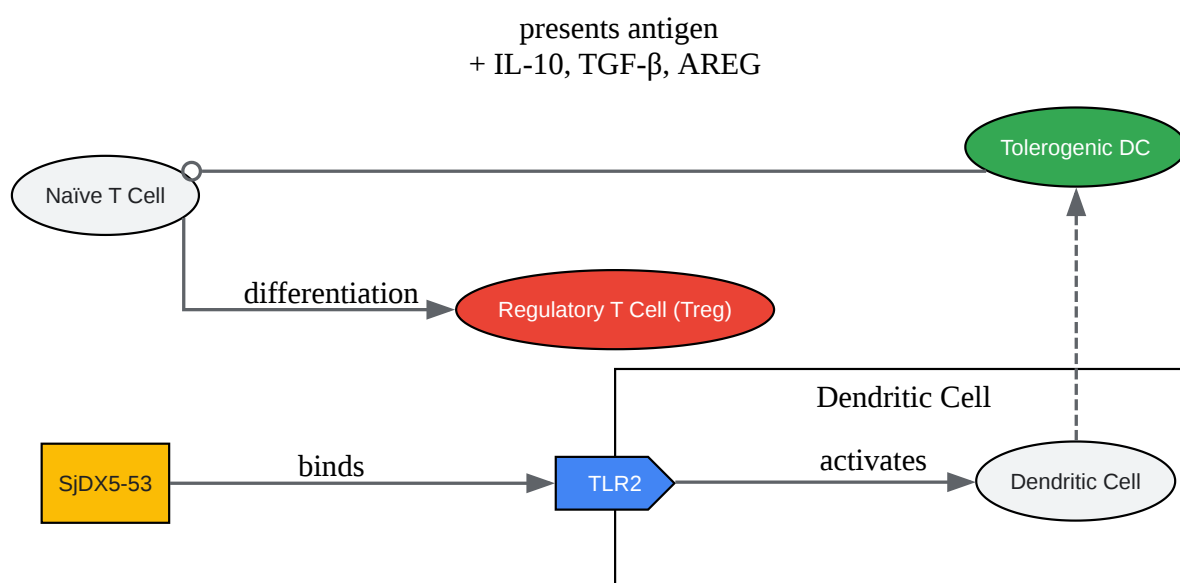 presents antigen
+ IL-10, TGF-β, AREG
Tolerogenic DC
Naïve T Cell
differentiation
Regulatory T Cell (Treg)
Dendritic Cell
SjDX5-53
binds
TLR2
activates
Dendritic Cell